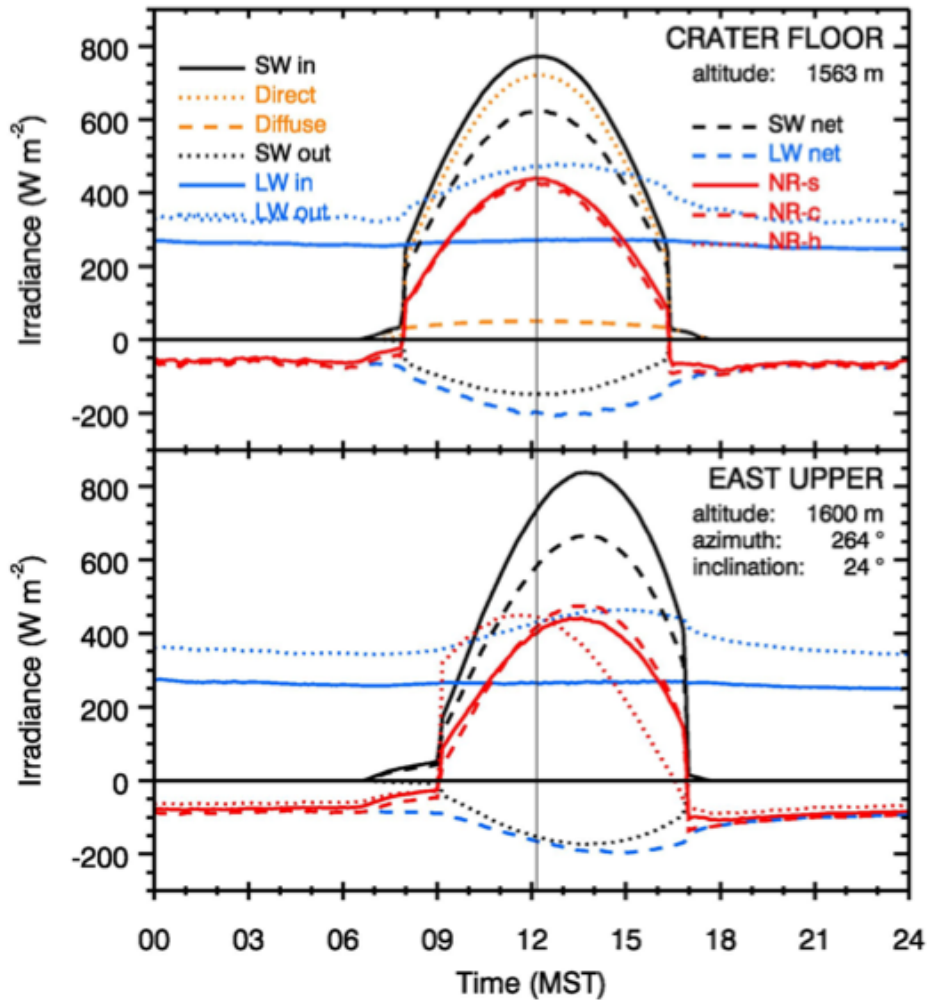 CRATER FLOOR
altitude: 1563 m
SW in
Direct
Diffuse
SW out
LW in
LW out
SW net
LW net
NR-s
NR-c
NR-h
Irradiance (W m-2)
800
600
400
200
0
-200
EAST UPPER
altitude: 1600 m
azimuth: 264 °
inclination: 24 °
Irradiance (W m-2)
800
600
400
200
0
-200
00 03 06 09 12 15 18 21 24
Time (MST)